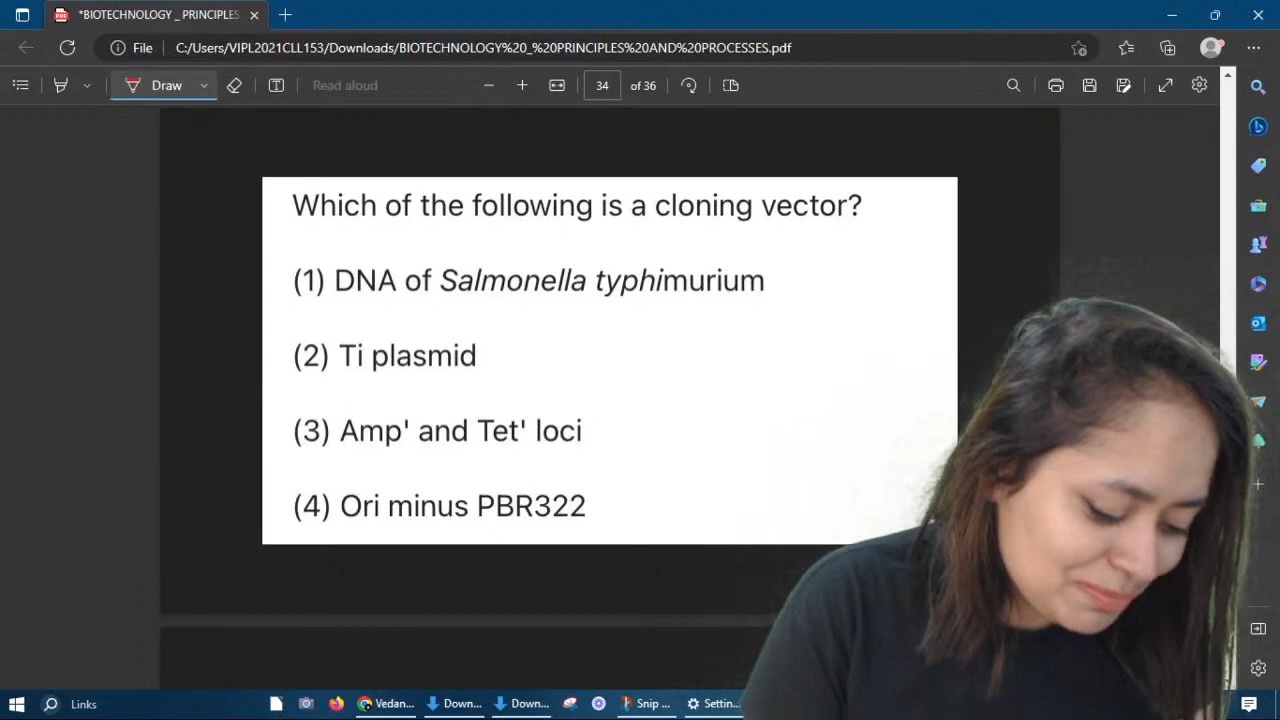 *BIOTECHNOLOGY _ PRINCIPLES
File C:/Users/VIPL2021CLL153/Downloads/BIOTECHNOLOGY%20_%20PRINCIPLES%20AND%20PROCESSES.pdf
Draw Read aloud 34 of 36
Which of the following is a cloning vector?
(1) DNA of Salmonella typhimurium
(2) Ti plasmid
(3) Amp' and Tet' loci
(4) Ori minus PBR322
Links Vedan... Down... Down... Snip ... Settin...